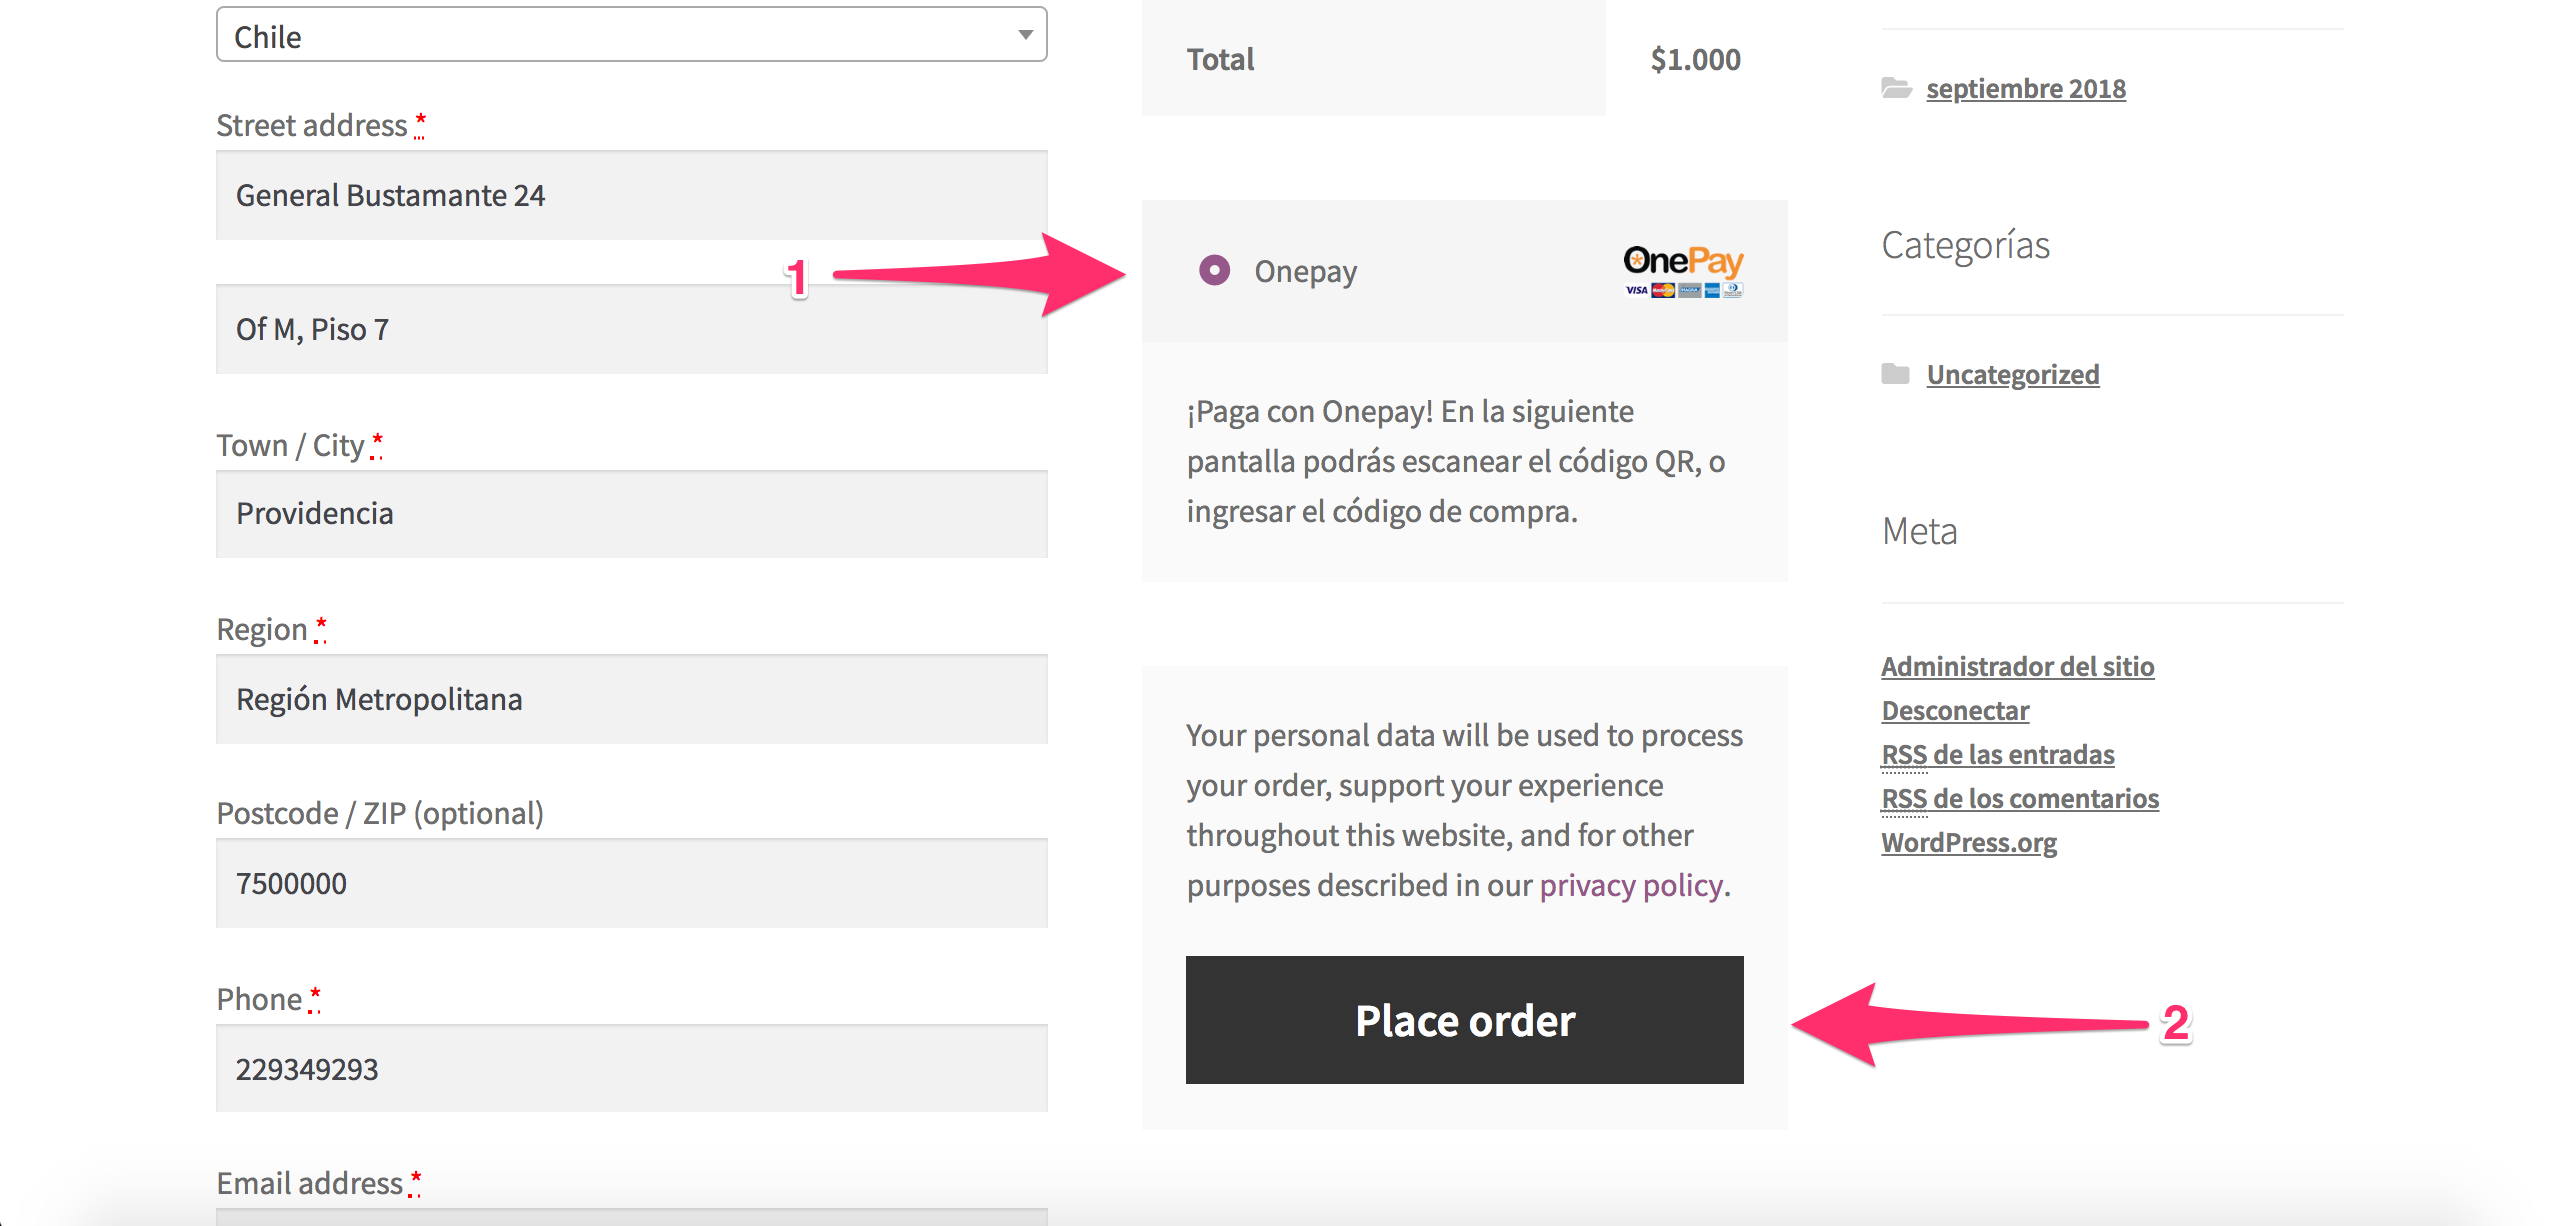 Chile
Street address *
General Bustamante 24
Of M, Piso 7
Town / City *
Providencia
Region *
Región Metropolitana
Postcode / ZIP (optional)
7500000
Phone *
229349293
Email address *
Total $1.000
1
Onepay
OnePay
VISA
¡Paga con Onepay! En la siguiente
pantalla podrás escanear el código QR, o
ingresar el código de compra.
Your personal data will be used to process
your order, support your experience
throughout this website, and for other
purposes described in our privacy policy.
Place order
2
septiembre 2018
Categorías
Uncategorized
Meta
Administrador del sitio
Desconectar
RSS de las entradas
RSS de los comentarios
WordPress.org